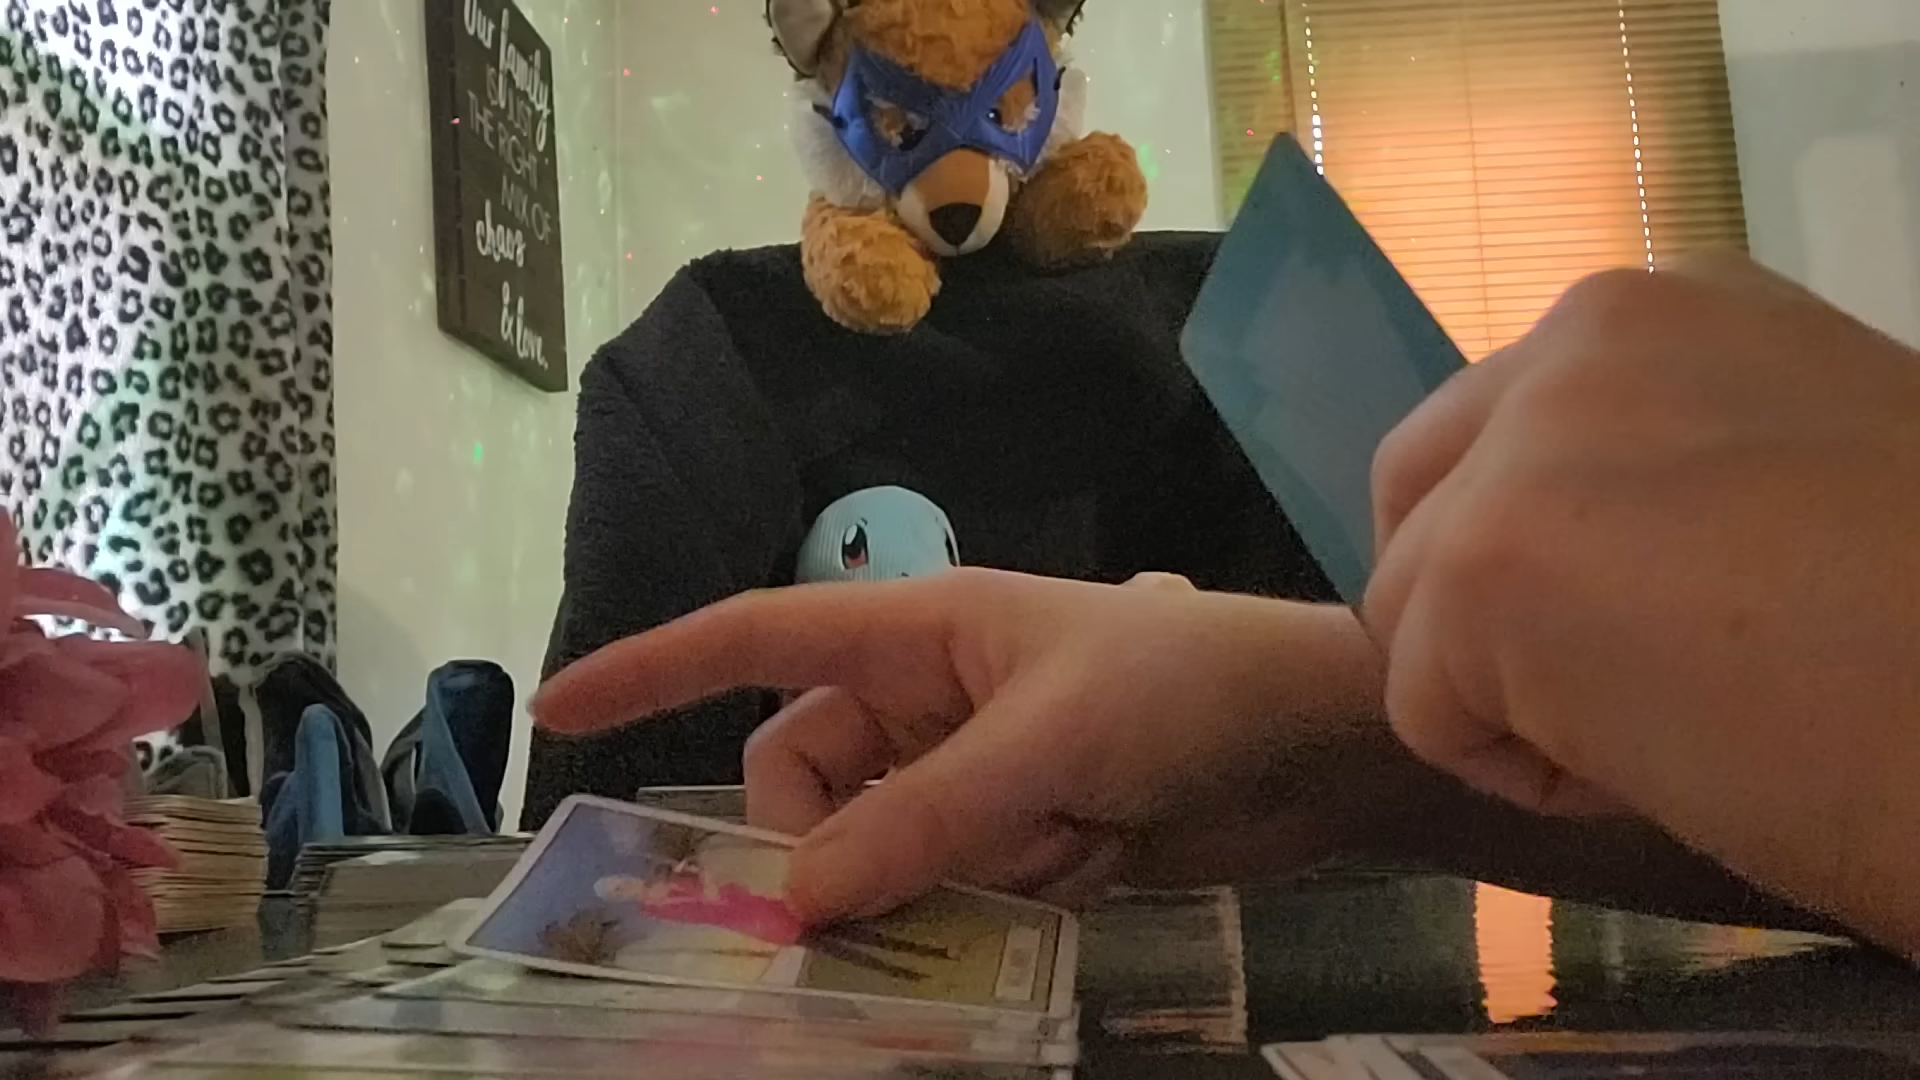 Our family
IS JUST
THE RIGHT
MIX OF
chaos
& love.